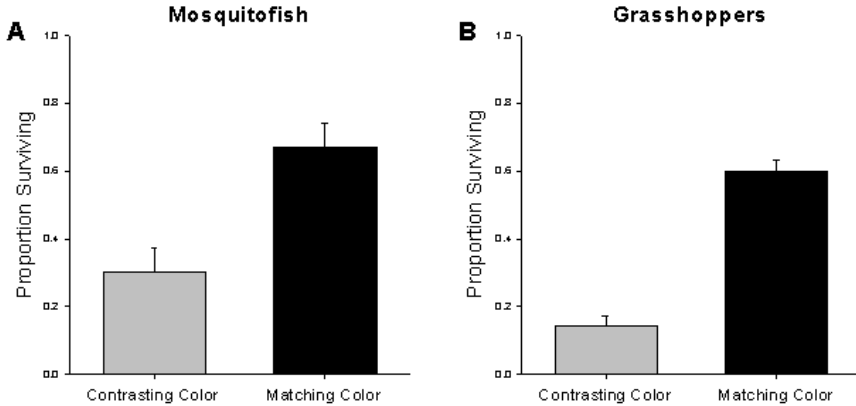 A
Mosquitofish
Proportion Surviving
1.0
0.8
0.6
0.4
0.2
0.0
Contrasting Color
Matching Color
B
Grasshoppers
Proportion Surviving
1.0
0.8
0.6
0.4
0.2
0.0
Contrasting Color
Matching Color